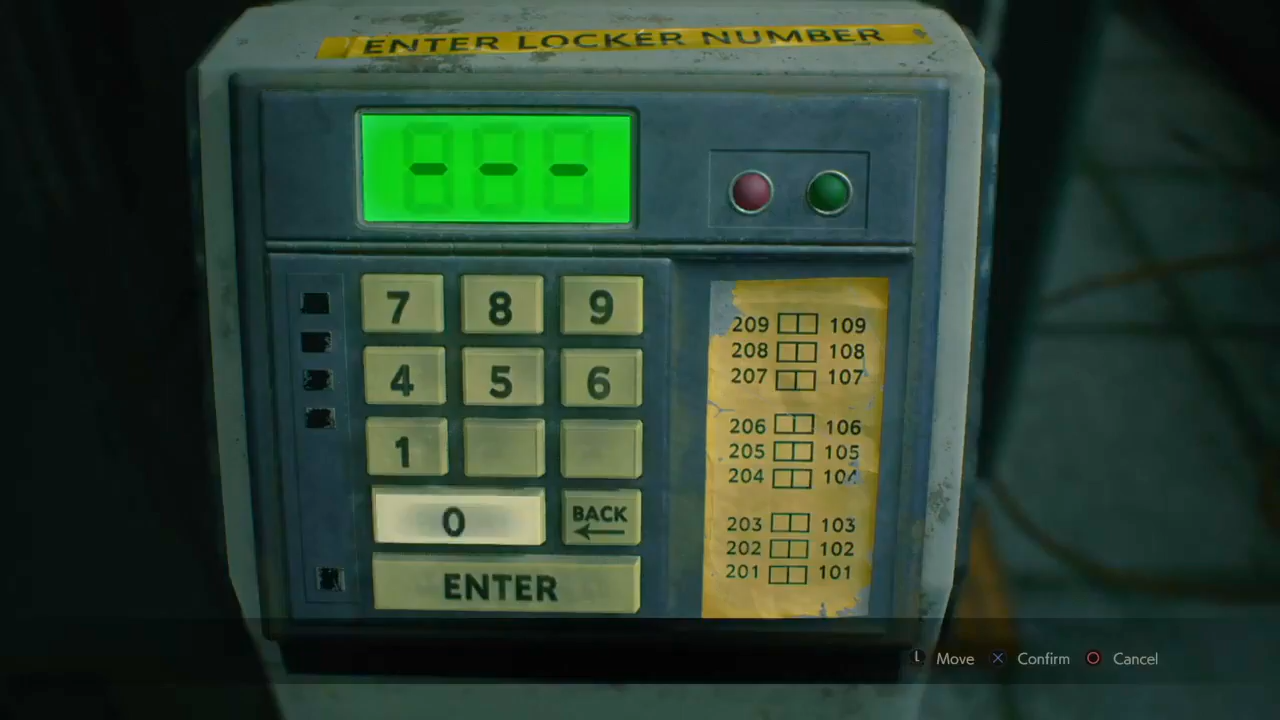 ENTER LOCKER NUMBER
- - -
7 8 9
4 5 6
1
0 BACK
ENTER
209 109
208 108
207 107
206 106
205 105
204 104
203 103
202 102
201 101
L Move X Confirm O Cancel